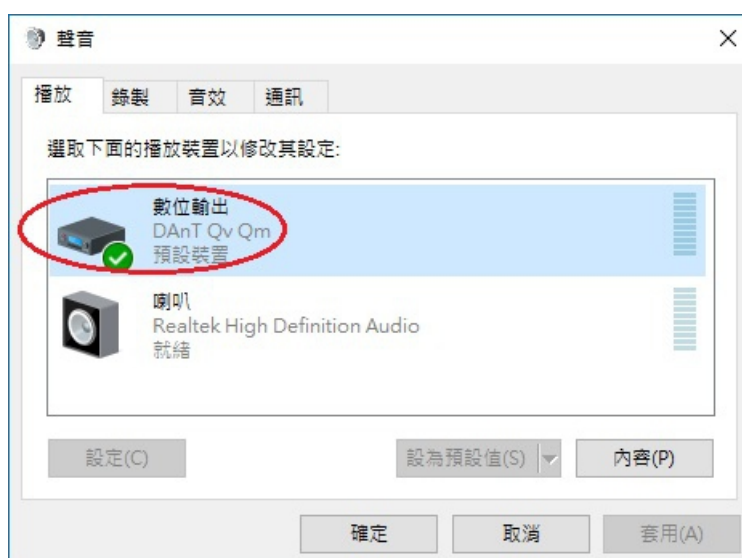 聲音
播放 錄製 音效 通訊
選取下面的播放裝置以修改其設定:
數位輸出
DAnT Qv Qm
預設裝置
喇叭
Realtek High Definition Audio
就緒
設定(C) 設為預設值(S) 內容(P)
確定 取消 套用(A)